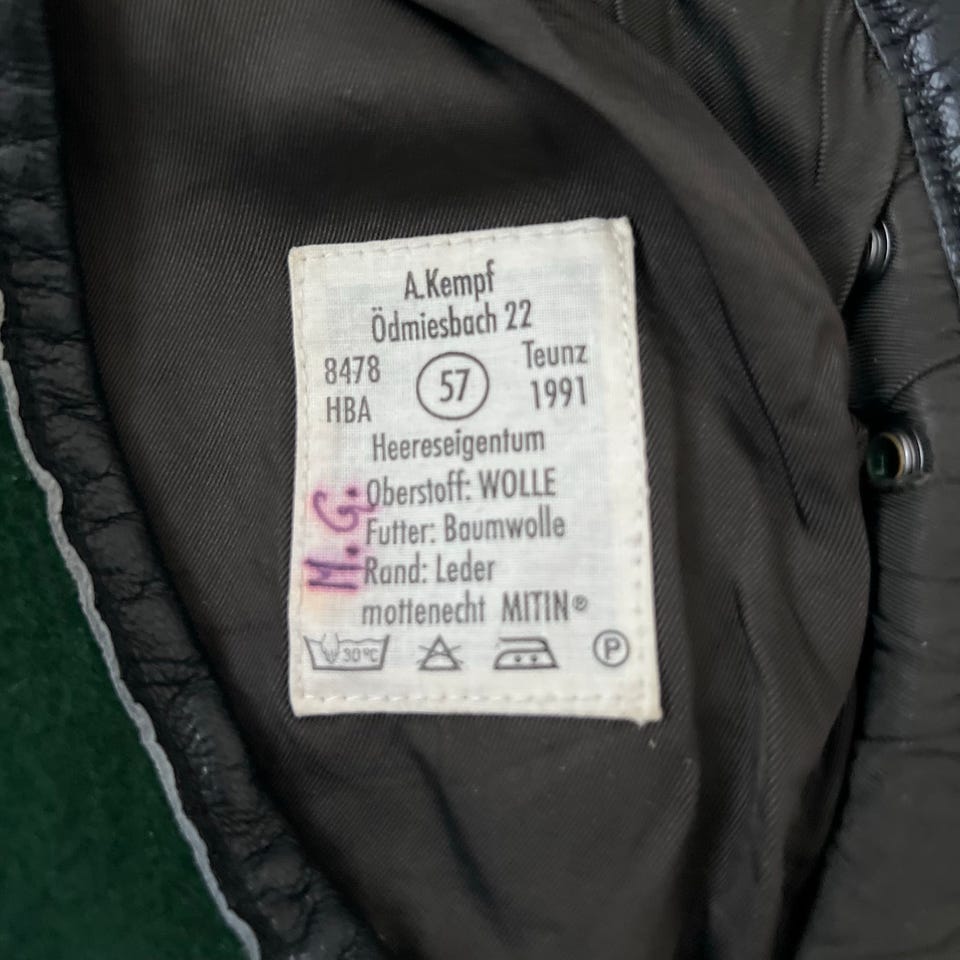 A.Kempf
Ödmiesbach 22
8478 57 Teunz
HBA 1991
Heereseigentum
Oberstoff: WOLLE
Futter: Baumwolle
Rand: Leder
mottenecht MITIN®
30°C P
M.G.